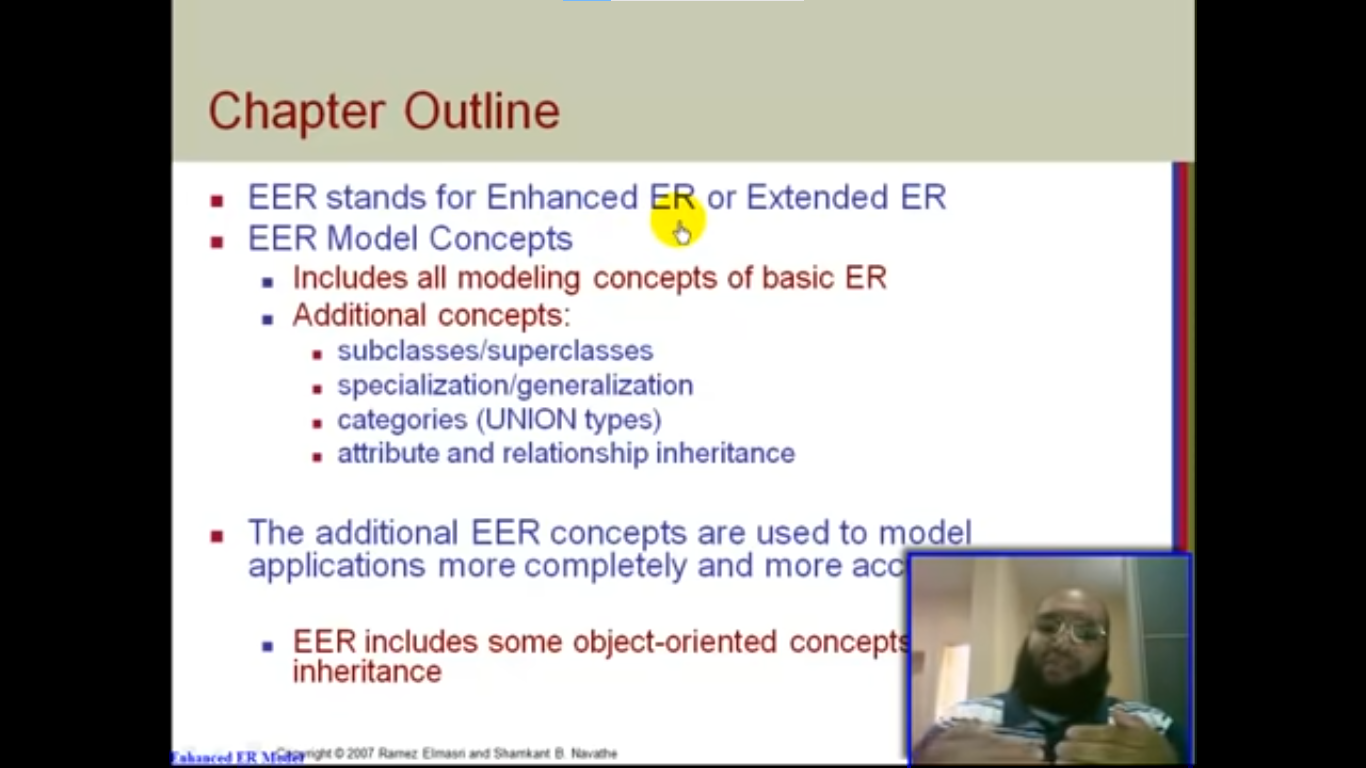 Chapter Outline
EER stands for Enhanced ER or Extended ER
EER Model Concepts
Includes all modeling concepts of basic ER
Additional concepts:
subclasses/superclasses
specialization/generalization
categories (UNION types)
attribute and relationship inheritance
The additional EER concepts are used to model
applications more completely and more acc
EER includes some object-oriented concepts
inheritance
Enhanced ER Model
Copyright © 2007 Ramez Elmasri and Shamkant B. Navathe